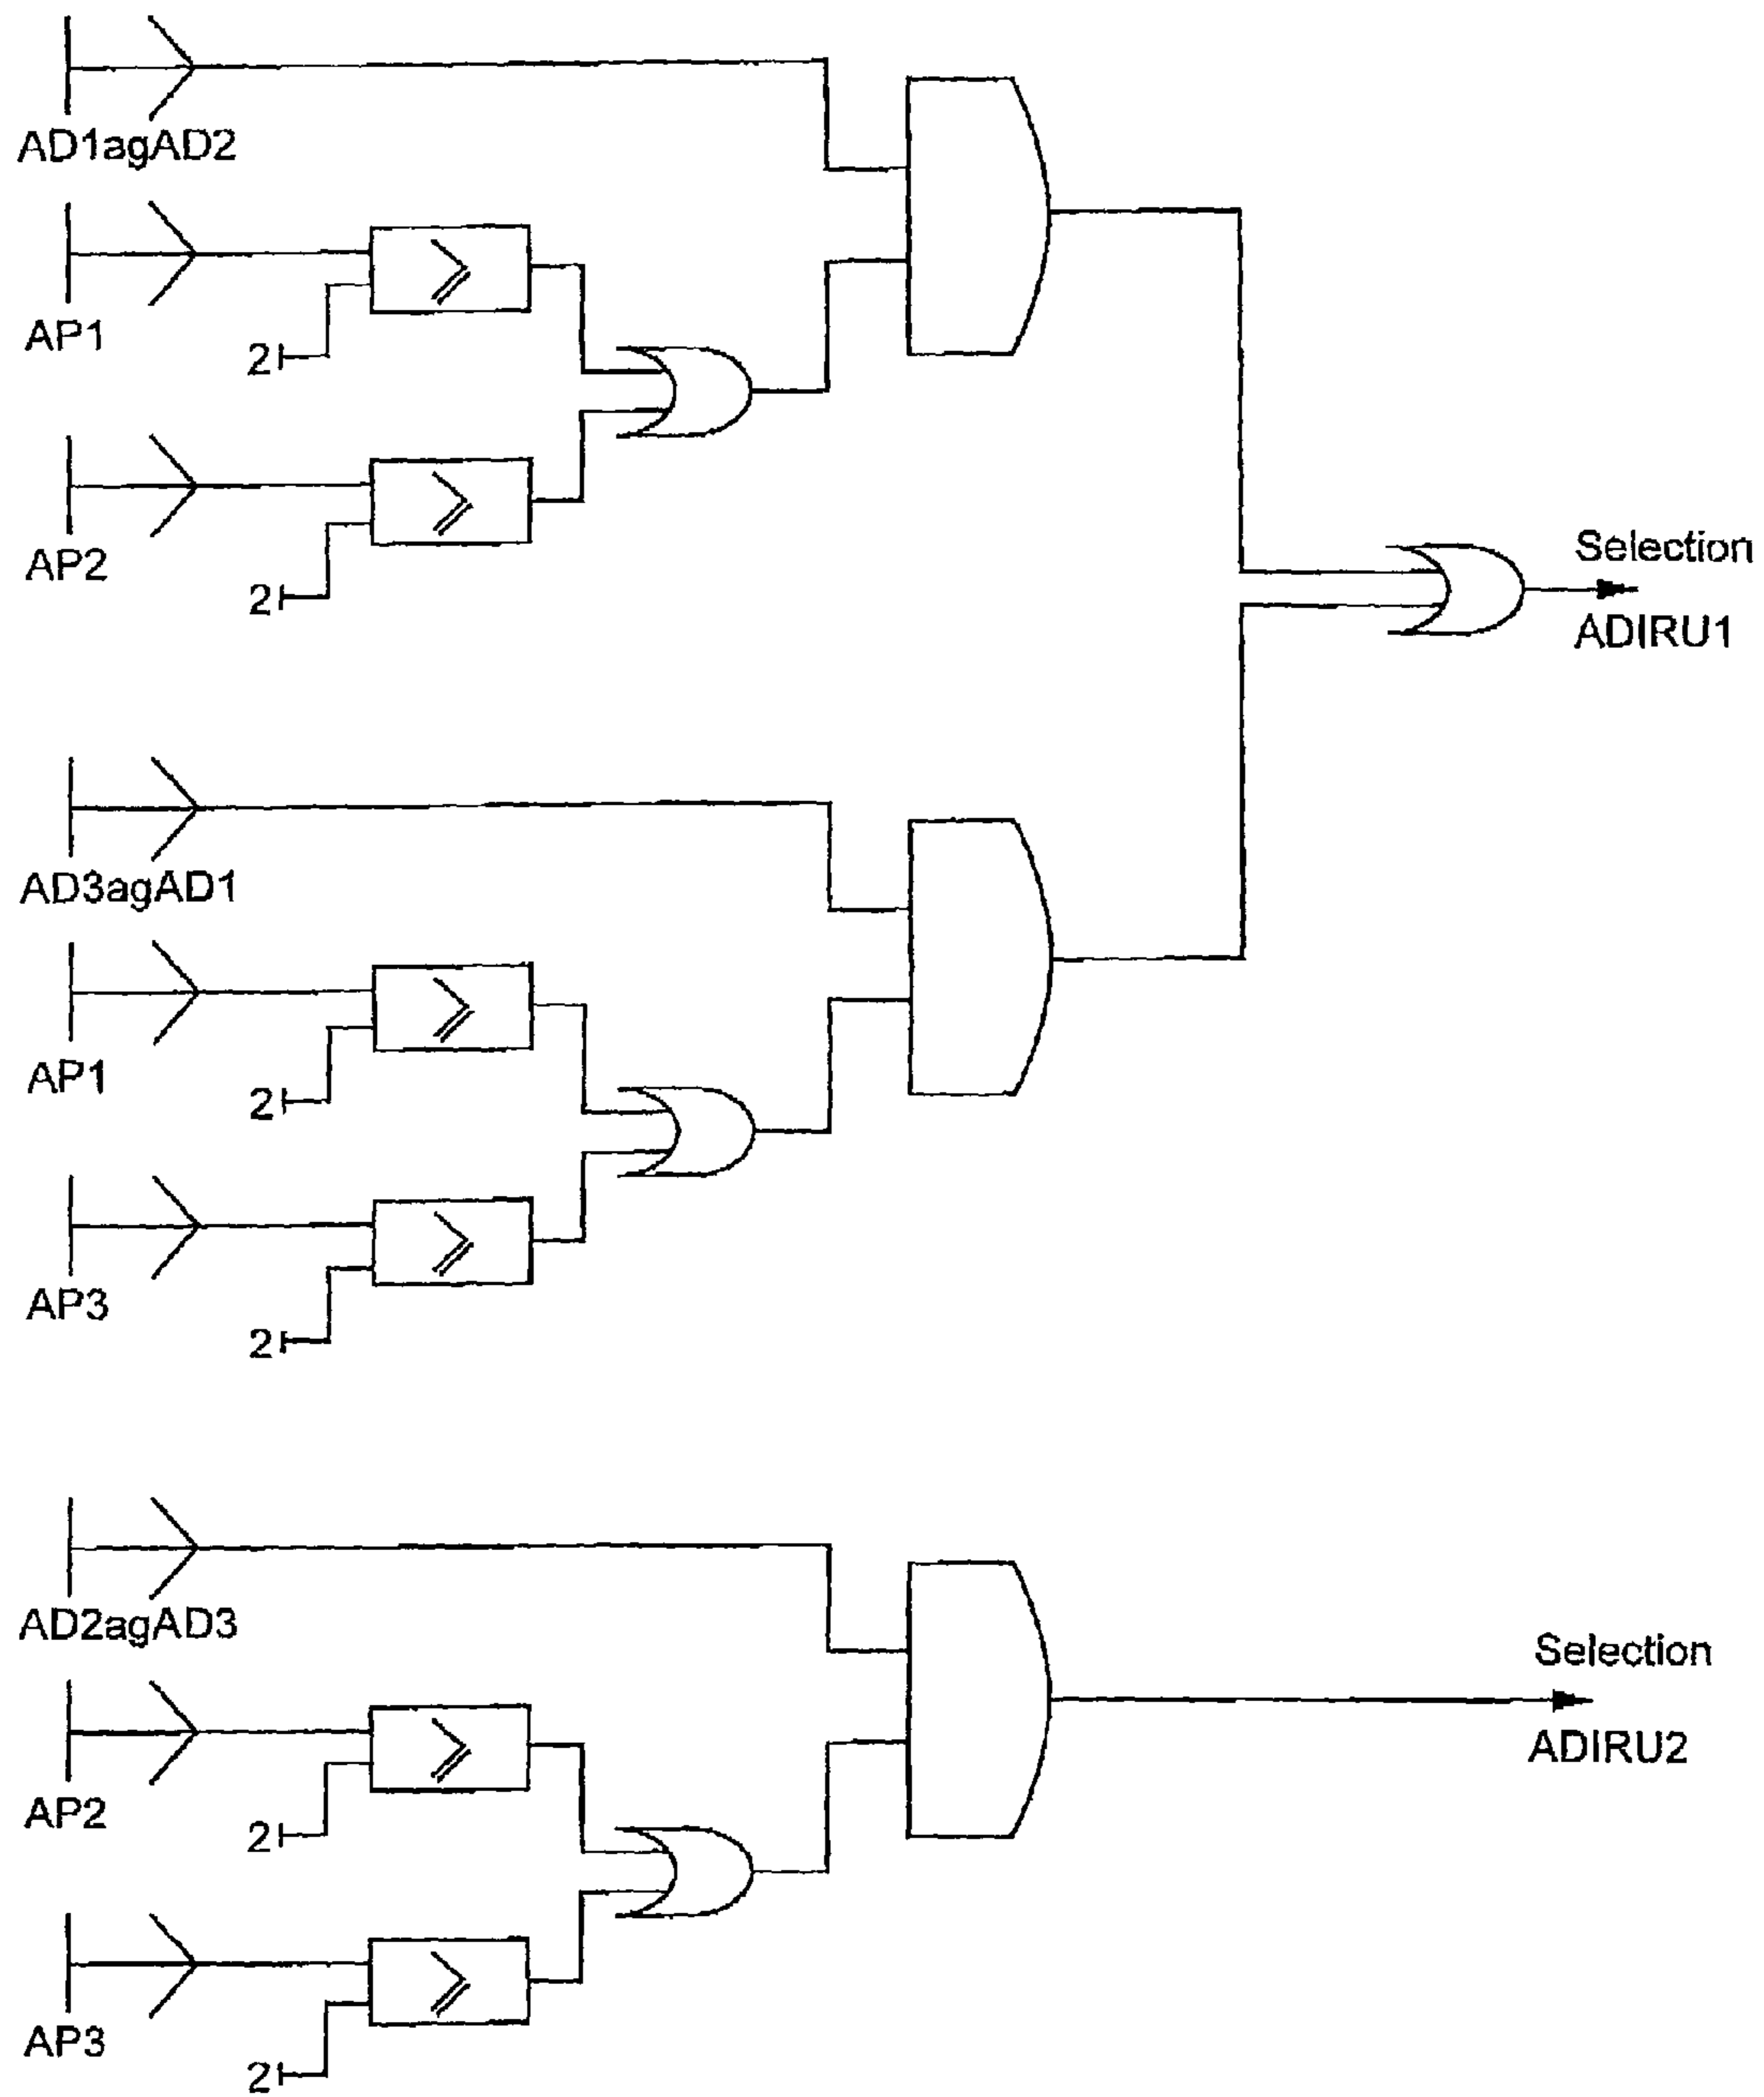 AD1agAD2
AP1
2
⩾
AP2
2
⩾
Selection
ADIRU1
AD3agAD1
AP1
2
⩾
AP3
2
⩾
AD2agAD3
AP2
2
⩾
AP3
2
⩾
Selection
ADIRU2